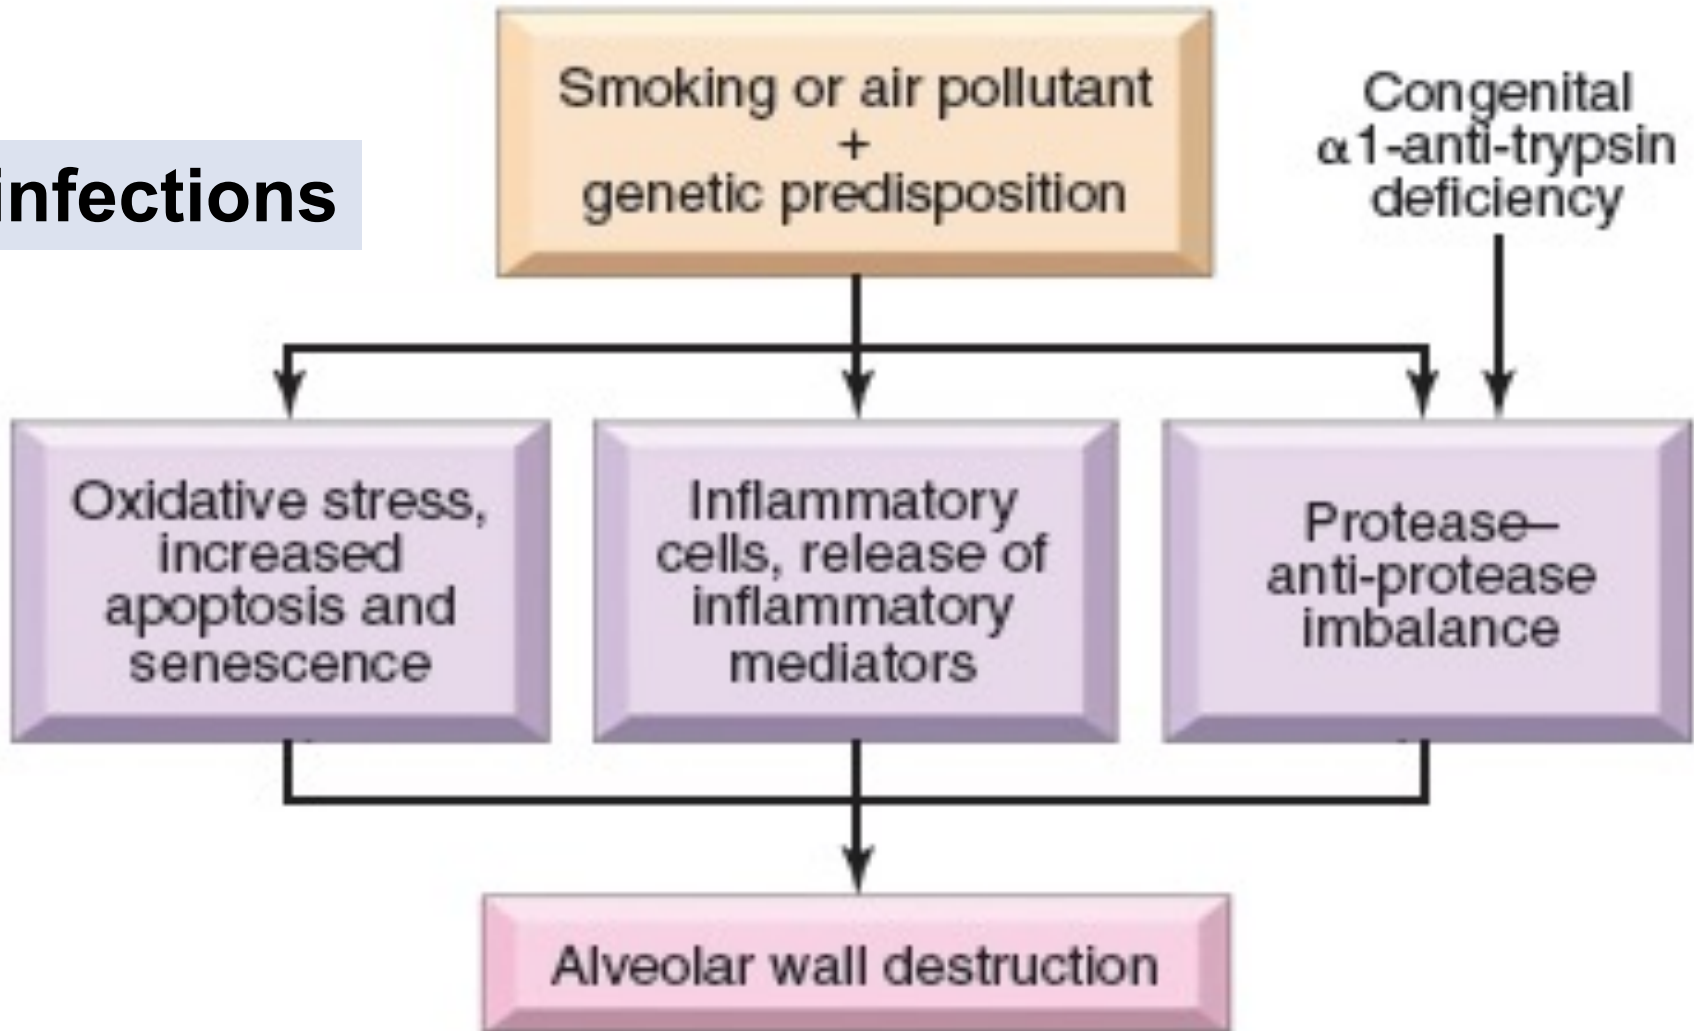 Smoking or air pollutant
+
genetic predisposition
Congenital
α1-anti-trypsin
deficiency
infections
Oxidative stress,
increased
apoptosis and
senescence
Inflammatory
cells, release of
inflammatory
mediators
Protease–
anti-protease
imbalance
Alveolar wall destruction